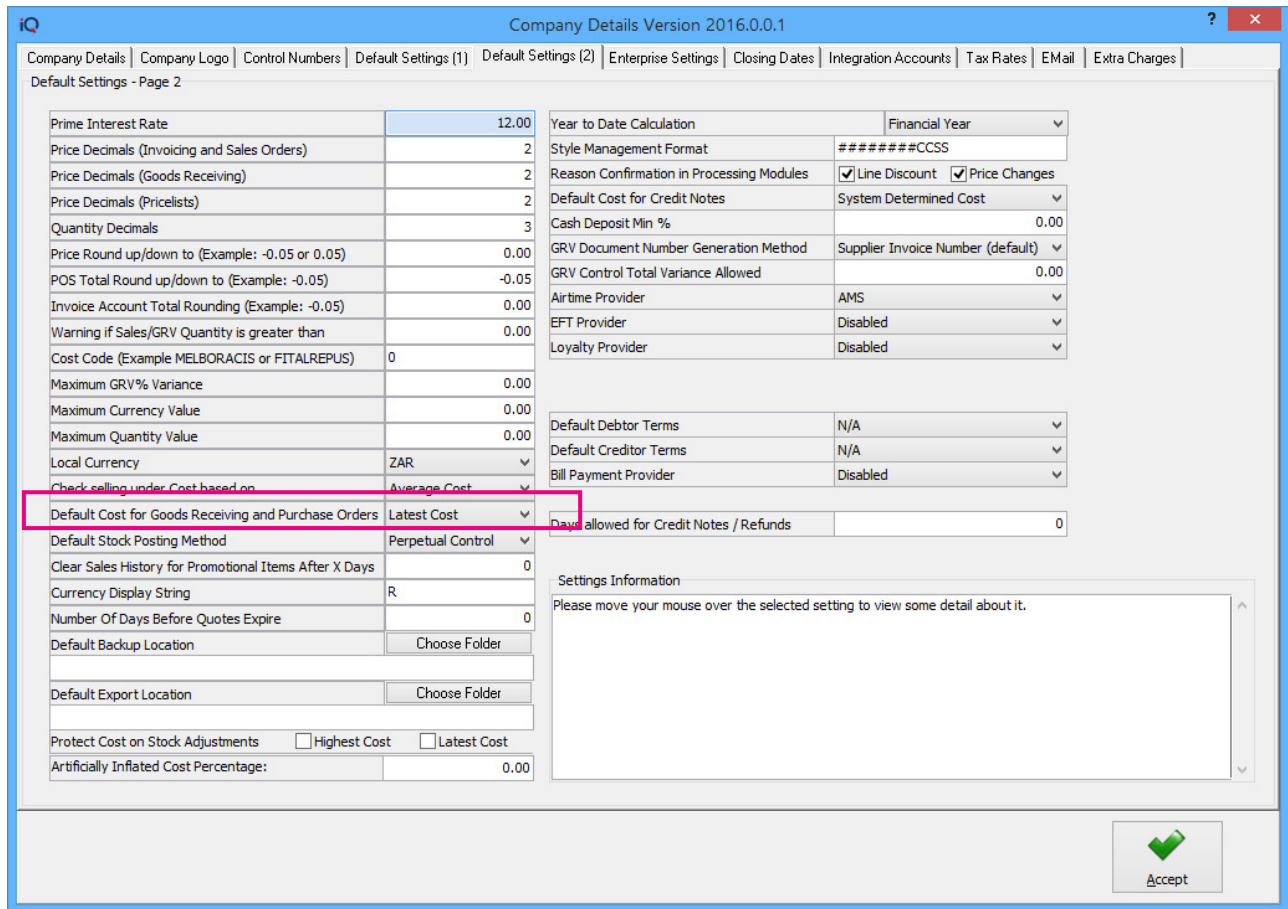 iQ Company Details Version 2016.0.0.1 ? ×
Company Details Company Logo Control Numbers Default Settings (1) Default Settings (2) Enterprise Settings Closing Dates Integration Accounts Tax Rates EMail Extra Charges
Default Settings - Page 2
Prime Interest Rate 12.00
Price Decimals (Invoicing and Sales Orders) 2
Price Decimals (Goods Receiving) 2
Price Decimals (Pricelists) 2
Quantity Decimals 3
Price Round up/down to (Example: -0.05 or 0.05) 0.00
POS Total Round up/down to (Example: -0.05) -0.05
Invoice Account Total Rounding (Example: -0.05) 0.00
Warning if Sales/GRV Quantity is greater than 0.00
Cost Code (Example MELBORACIS or FITALREPUS) 0
Maximum GRV% Variance 0.00
Maximum Currency Value 0.00
Maximum Quantity Value 0.00
Local Currency ZAR
Check selling under Cost based on Average Cost
Default Cost for Goods Receiving and Purchase Orders Latest Cost
Default Stock Posting Method Perpetual Control
Clear Sales History for Promotional Items After X Days 0
Currency Display String R
Number Of Days Before Quotes Expire 0
Default Backup Location Choose Folder
Default Export Location Choose Folder
Protect Cost on Stock Adjustments Highest Cost Latest Cost
Artificially Inflated Cost Percentage: 0.00
Year to Date Calculation Financial Year
Style Management Format ########CCSS
Reason Confirmation in Processing Modules Line Discount Price Changes
Default Cost for Credit Notes System Determined Cost
Cash Deposit Min % 0.00
GRV Document Number Generation Method Supplier Invoice Number (default)
GRV Control Total Variance Allowed 0.00
Airtime Provider AMS
EFT Provider Disabled
Loyalty Provider Disabled
Default Debtor Terms N/A
Default Creditor Terms N/A
Bill Payment Provider Disabled
Days allowed for Credit Notes / Refunds 0
Settings Information
Please move your mouse over the selected setting to view some detail about it.
Accept